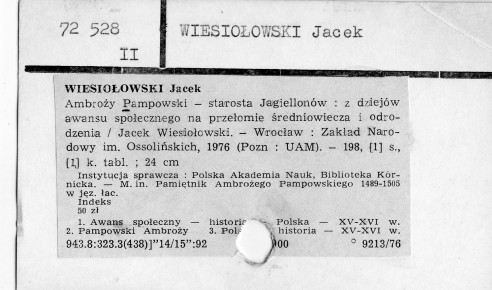 72 528
II
WIESIOŁOWSKI Jacek
WIESIOŁOWSKI Jacek
Ambroży Pampowski — starosta Jagiellonów : z dziejów
awansu społecznego na przełomie średniowiecza i odro-
dzenia / Jacek Wiesiołowski. — Wrocław : Zakład Naro-
dowy im. Ossolińskich, 1976 (Pozn : UAM). — 198, [1] s.,
[1,] k. tabl. ; 24 cm
Instytucja sprawcza : Polska Akademia Nauk, Biblioteka Kór-
nicka. — M. in. Pamiętnik Ambrożego Pampowskiego 1489-1505
w jęz. łac.
Indeks
50 zł
1. Awans społeczny — historia Polska — XV-XVI w.
2. Pampowski Ambroży 3. historia — XV-XVI w.
943.8:323.3(438)]"14/15":92 00 ° 9213/76